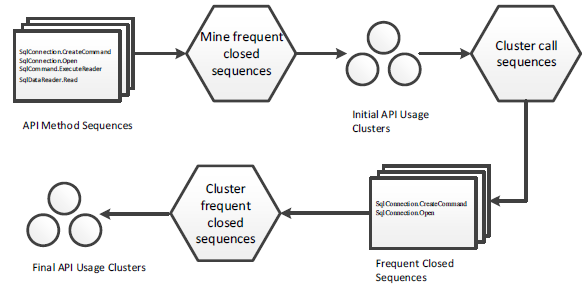 SqlConnection.CreateCommand
SqlConnection.Open
SqlCommand.ExecuteReader
SqlDataReader.Read
API Method Sequences
Mine frequent
closed
sequences
Initial API Usage
Clusters
Cluster call
sequences
SqlConnection.CreateCommand
SqlConnection.Open
Frequent Closed
Sequences
Cluster
frequent
closed
sequences
Final API Usage Clusters